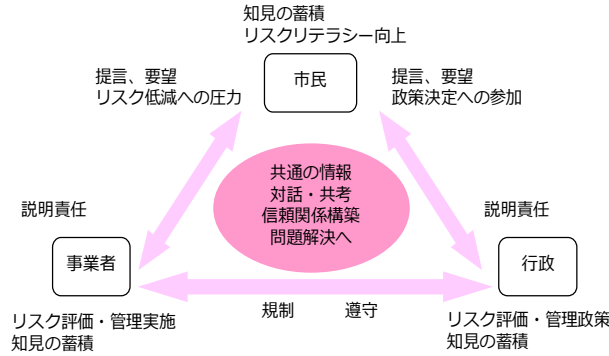 知見の蓄積
リスクリテラシー向上
市民
提言、要望
リスク低減への圧力
提言、要望
政策決定への参加
共通の情報
対話・共考
信頼関係構築
問題解決へ
説明責任
説明責任
事業者
行政
規制　遵守
リスク評価・管理実施
知見の蓄積
リスク評価・管理政策
知見の蓄積